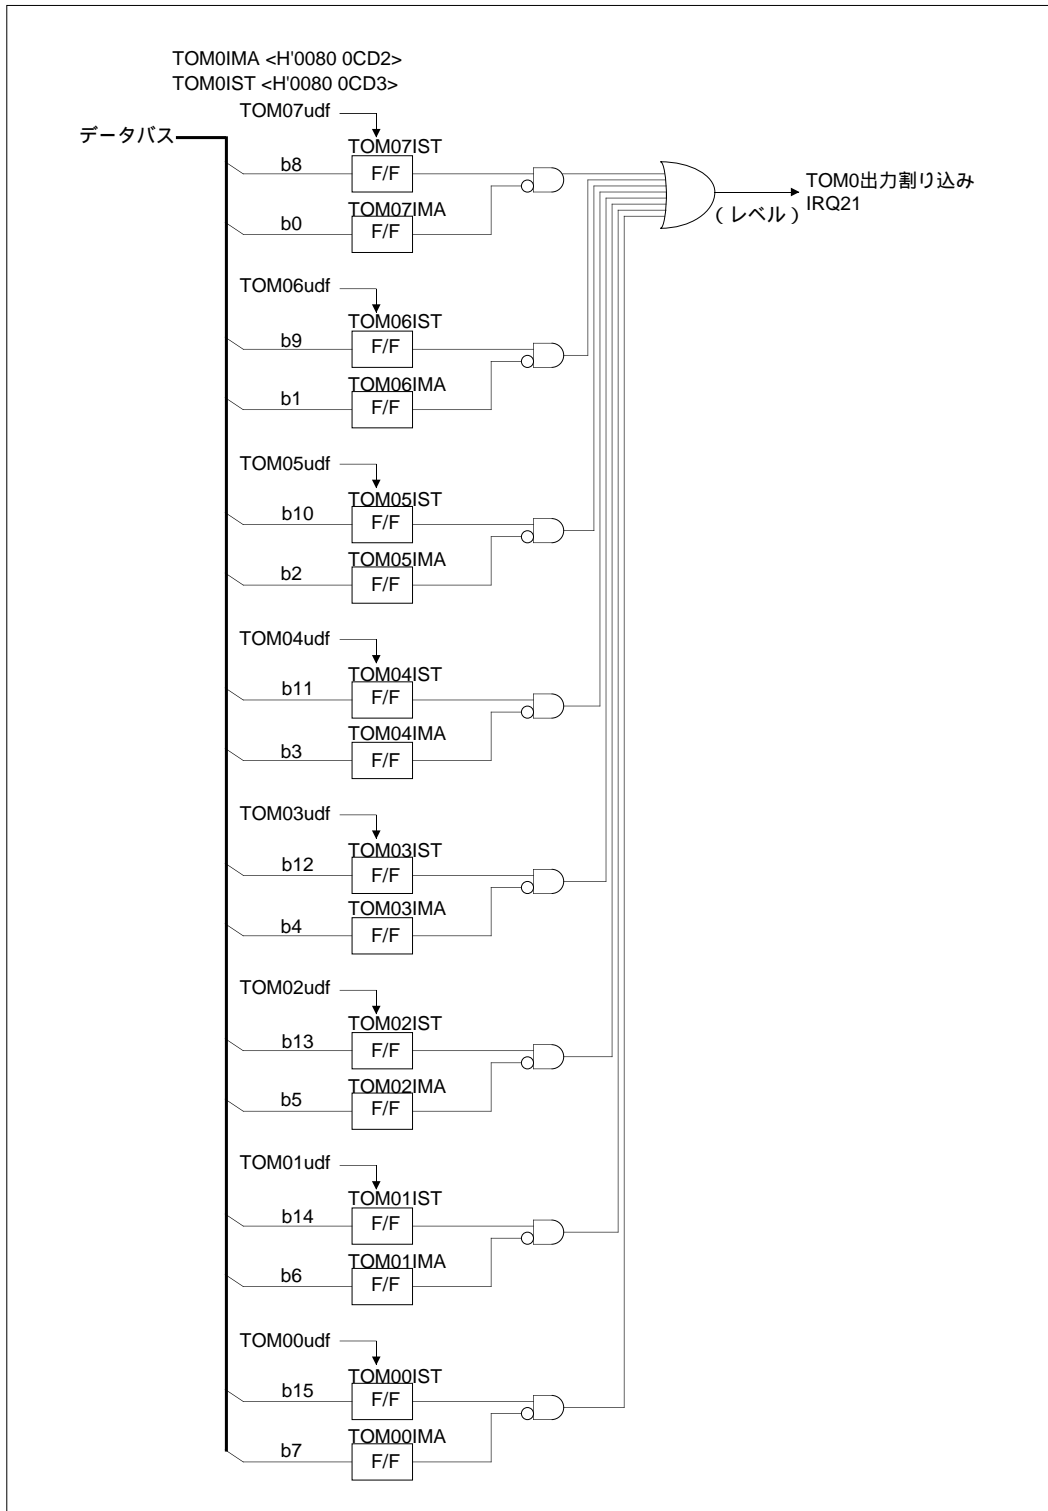 TOM0IMA <H'0080 0CD2>
TOM0IST <H'0080 0CD3>
TOM07udf
データバス
TOM07IST
b8
F/F
TOM0出力割り込み
IRQ21
(レベル)
TOM07IMA
b0
F/F
TOM06udf
TOM06IST
b9
F/F
TOM06IMA
b1
F/F
TOM05udf
TOM05IST
b10
F/F
TOM05IMA
b2
F/F
TOM04udf
TOM04IST
b11
F/F
TOM04IMA
b3
F/F
TOM03udf
TOM03IST
b12
F/F
TOM03IMA
b4
F/F
TOM02udf
TOM02IST
b13
F/F
TOM02IMA
b5
F/F
TOM01udf
TOM01IST
b14
F/F
TOM01IMA
b6
F/F
TOM00udf
TOM00IST
b15
F/F
TOM00IMA
b7
F/F